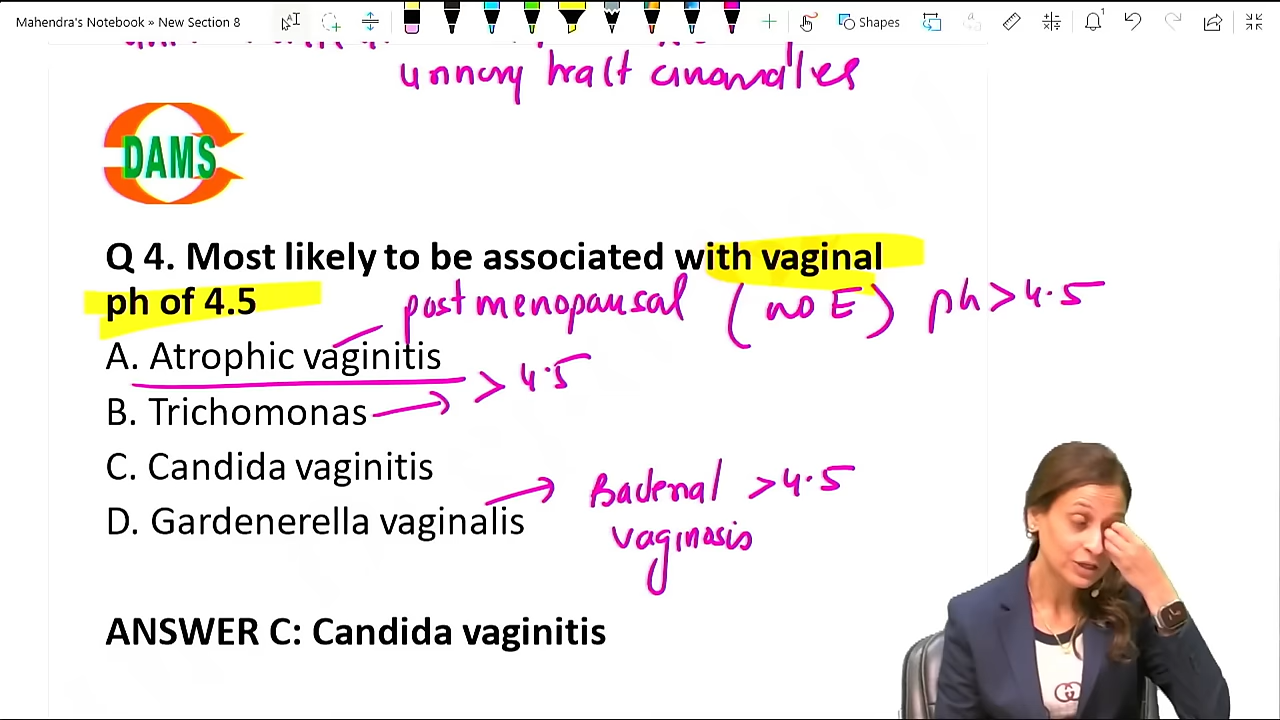 Mahendra's Notebook » New Section 8
Shapes
urinary tract anomalies
DAMS
Q 4. Most likely to be associated with vaginal
ph of 4.5
postmenopausal (no E) ph > 4.5
A. Atrophic vaginitis
> 4.5
B. Trichomonas
C. Candida vaginitis
Bacterial > 4.5
vaginosis
D. Gardenerella vaginalis
ANSWER C: Candida vaginitis